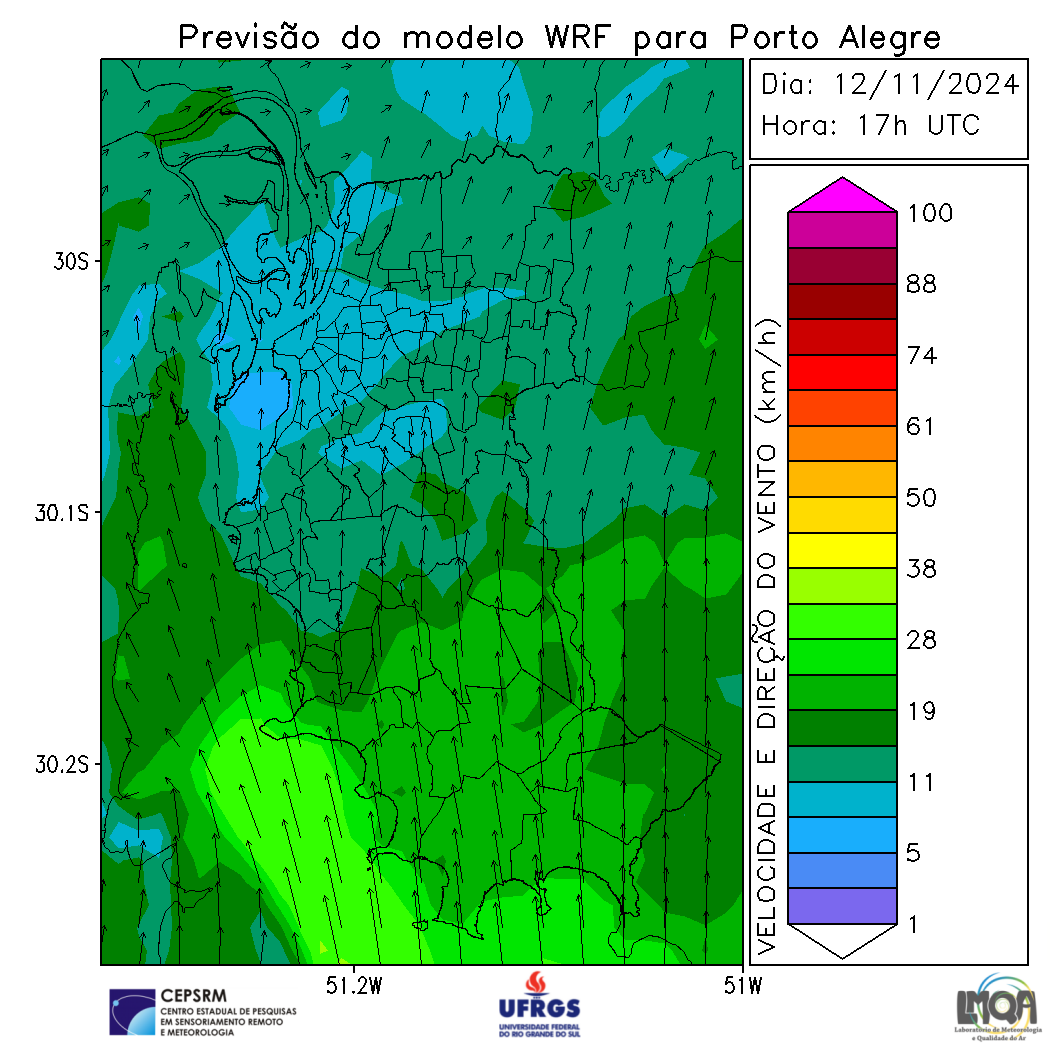 Previsão do modelo WRF para Porto Alegre
Dia: 12/11/2024
Hora: 17h UTC
30S
30.1S
30.2S
51.2W
51W
VELOCIDADE E DIREÇÃO DO VENTO (km/h)
100
88
74
61
50
38
28
19
11
5
1
CEPSRM
CENTRO ESTADUAL DE PESQUISAS
EM SENSORIAMENTO REMOTO
E METEOROLOGIA
UFRGS
UNIVERSIDADE FEDERAL
DO RIO GRANDE DO SUL
LMQA
Laboratório de Meteorologia
e Qualidade do Ar